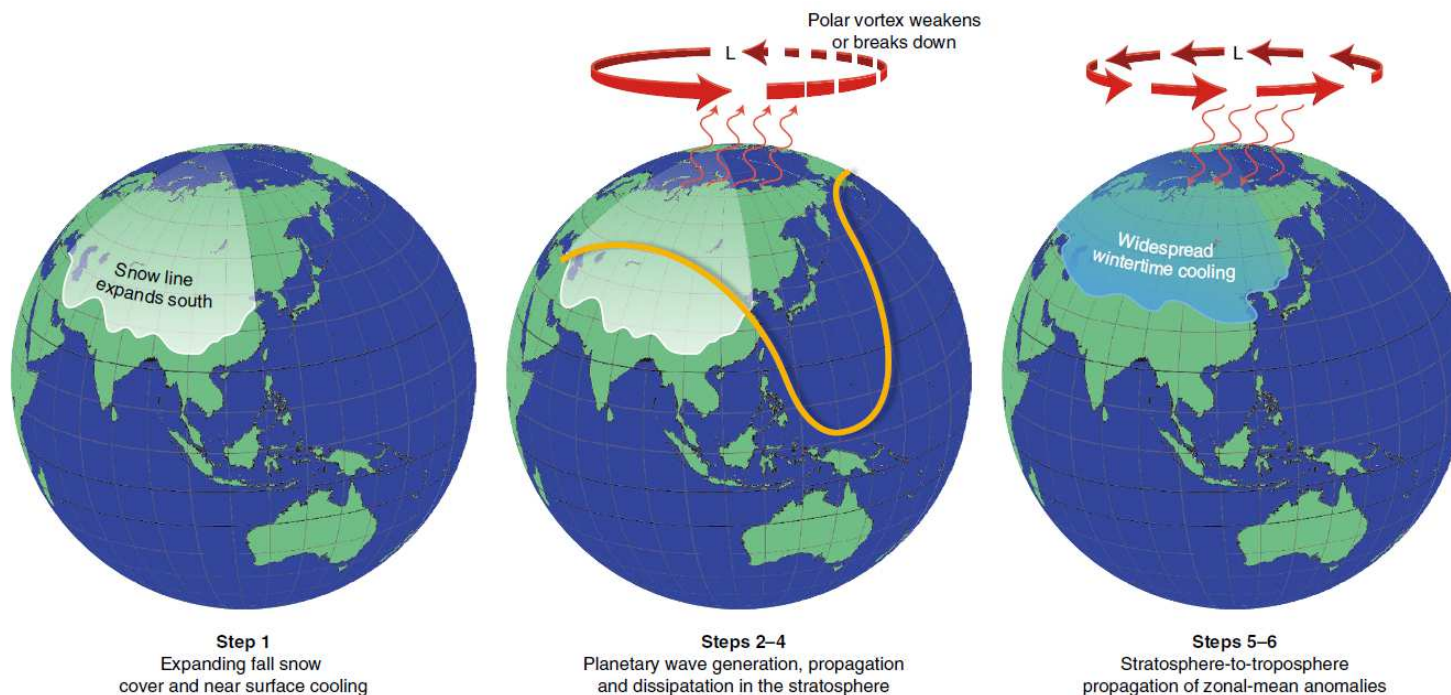 Polar vortex weakens
or breaks down
L
L
Snow line
expands south
Widespread
wintertime cooling
Step 1
Expanding fall snow
cover and near surface cooling
Steps 2–4
Planetary wave generation, propagation
and dissipatation in the stratosphere
Steps 5–6
Stratosphere-to-troposphere
propagation of zonal-mean anomalies